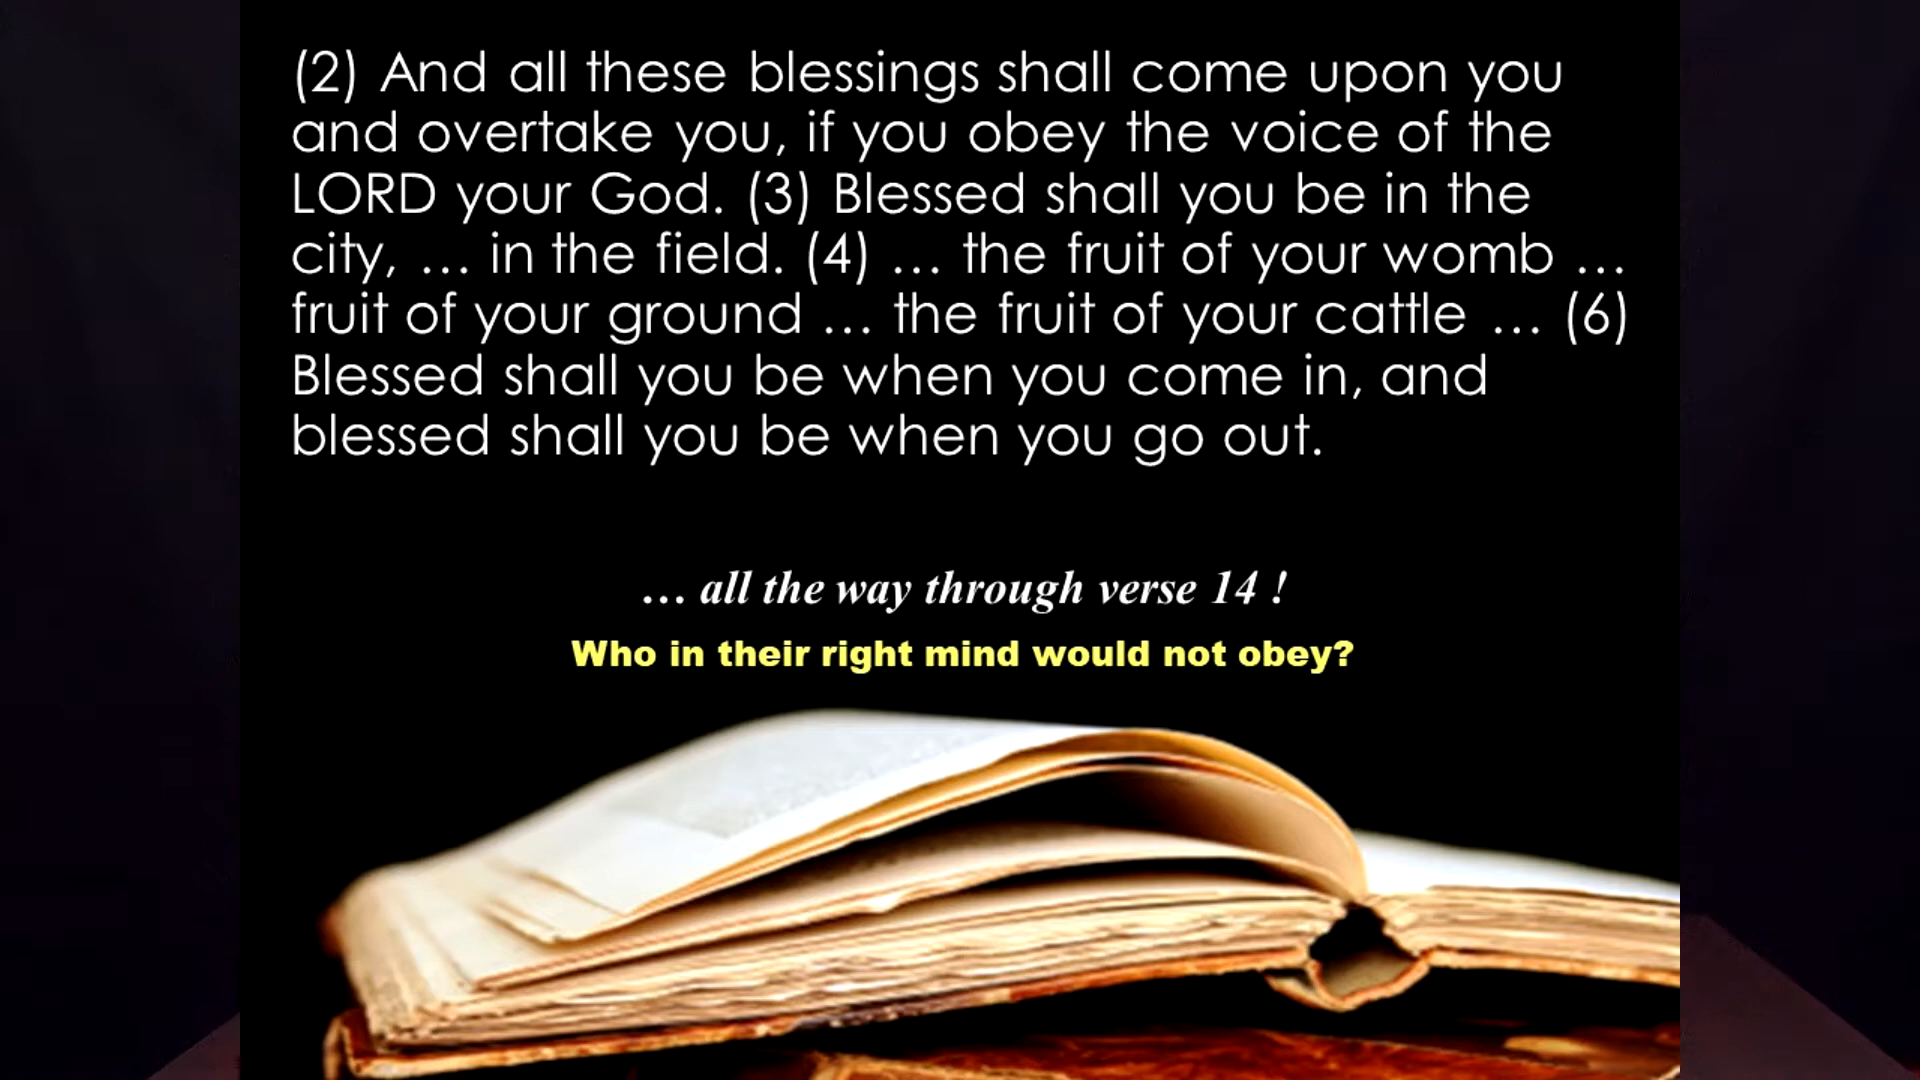 (2) And all these blessings shall come upon you
and overtake you, if you obey the voice of the
LORD your God. (3) Blessed shall you be in the
city, … in the field. (4) … the fruit of your womb …
fruit of your ground … the fruit of your cattle … (6)
Blessed shall you be when you come in, and
blessed shall you be when you go out.
… all the way through verse 14 !
Who in their right mind would not obey?